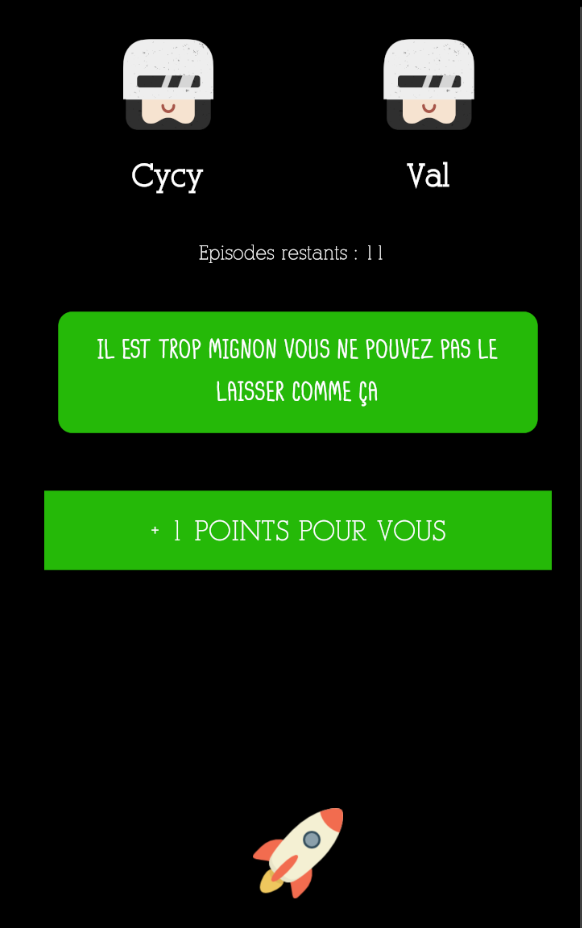 Cycy
Val
Episodes restants : 11
IL EST TROP MIGNON VOUS NE POUVEZ PAS LE
LAISSER COMME ÇA
+ 1 POINTS POUR VOUS